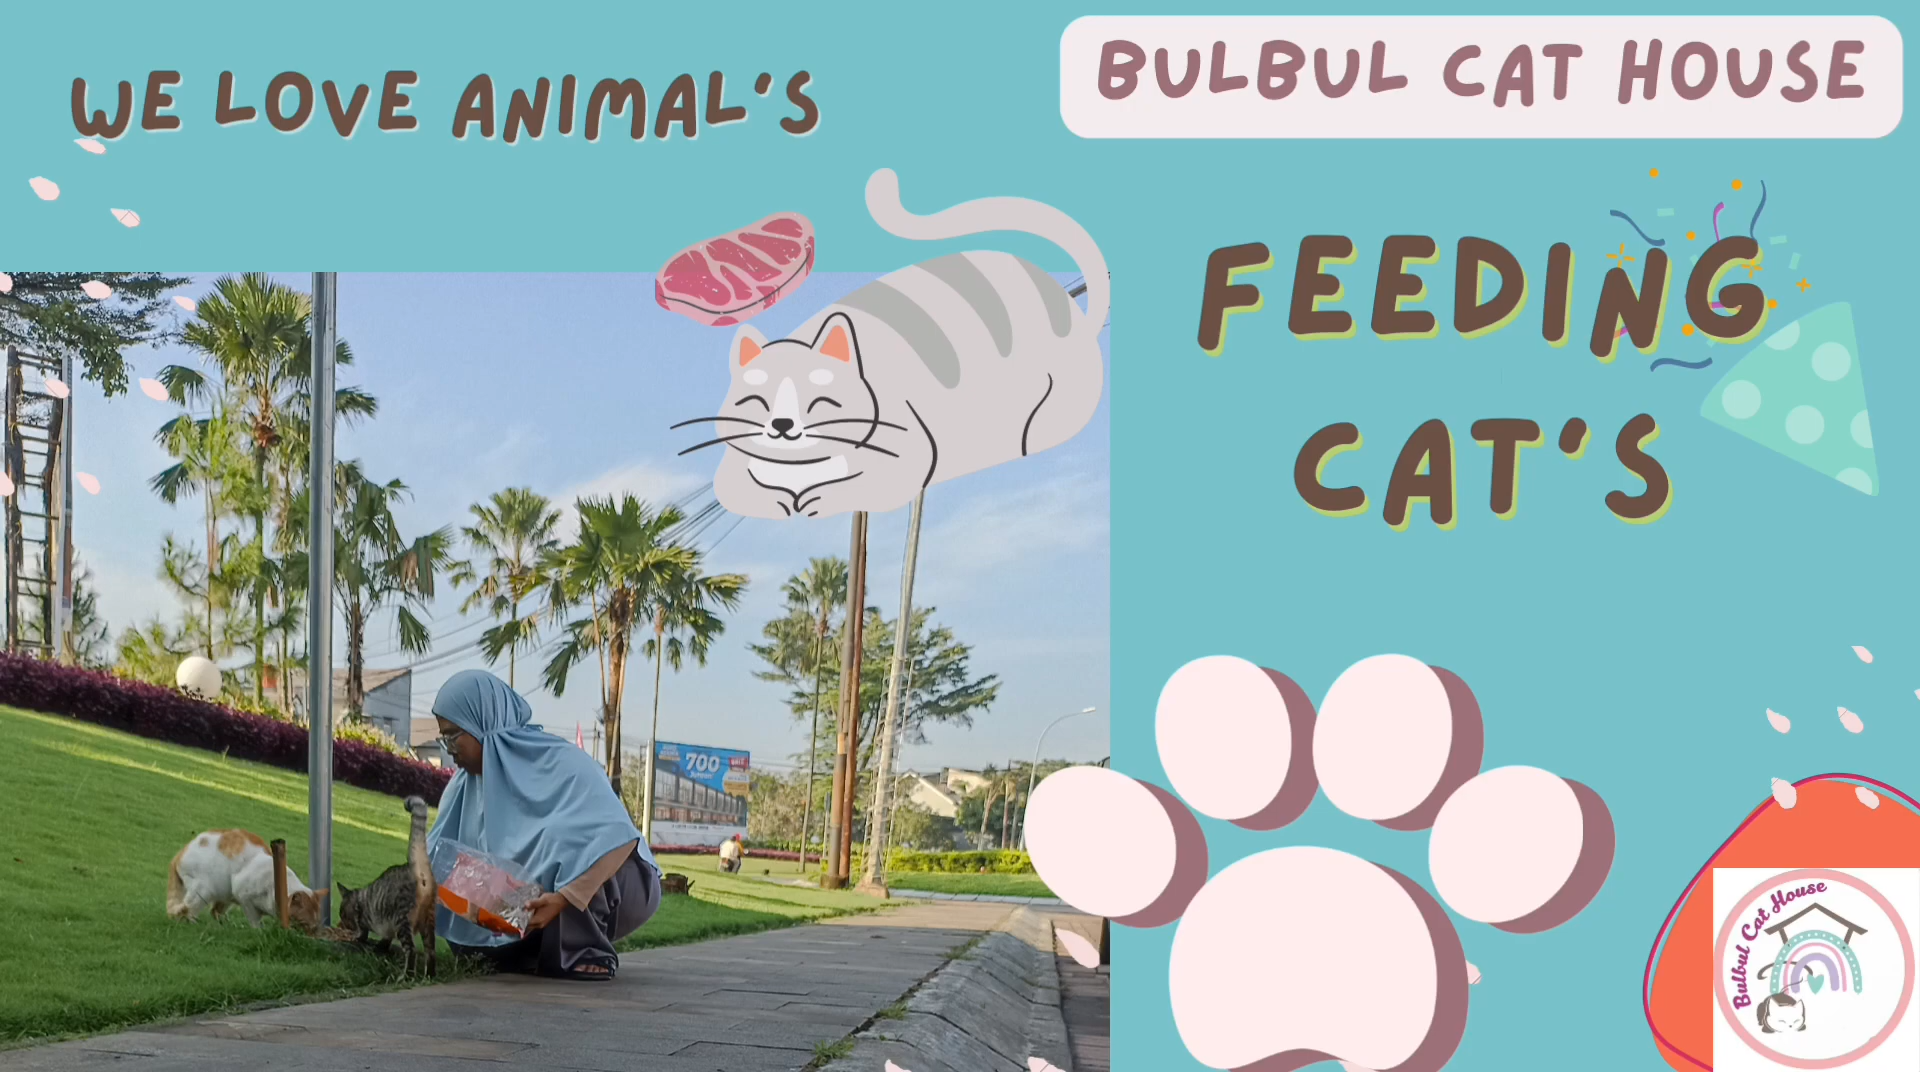 WE LOVE ANIMAL'S
BULBUL CAT HOUSE
FEEDING
CAT'S
700
Bulbul Cat House